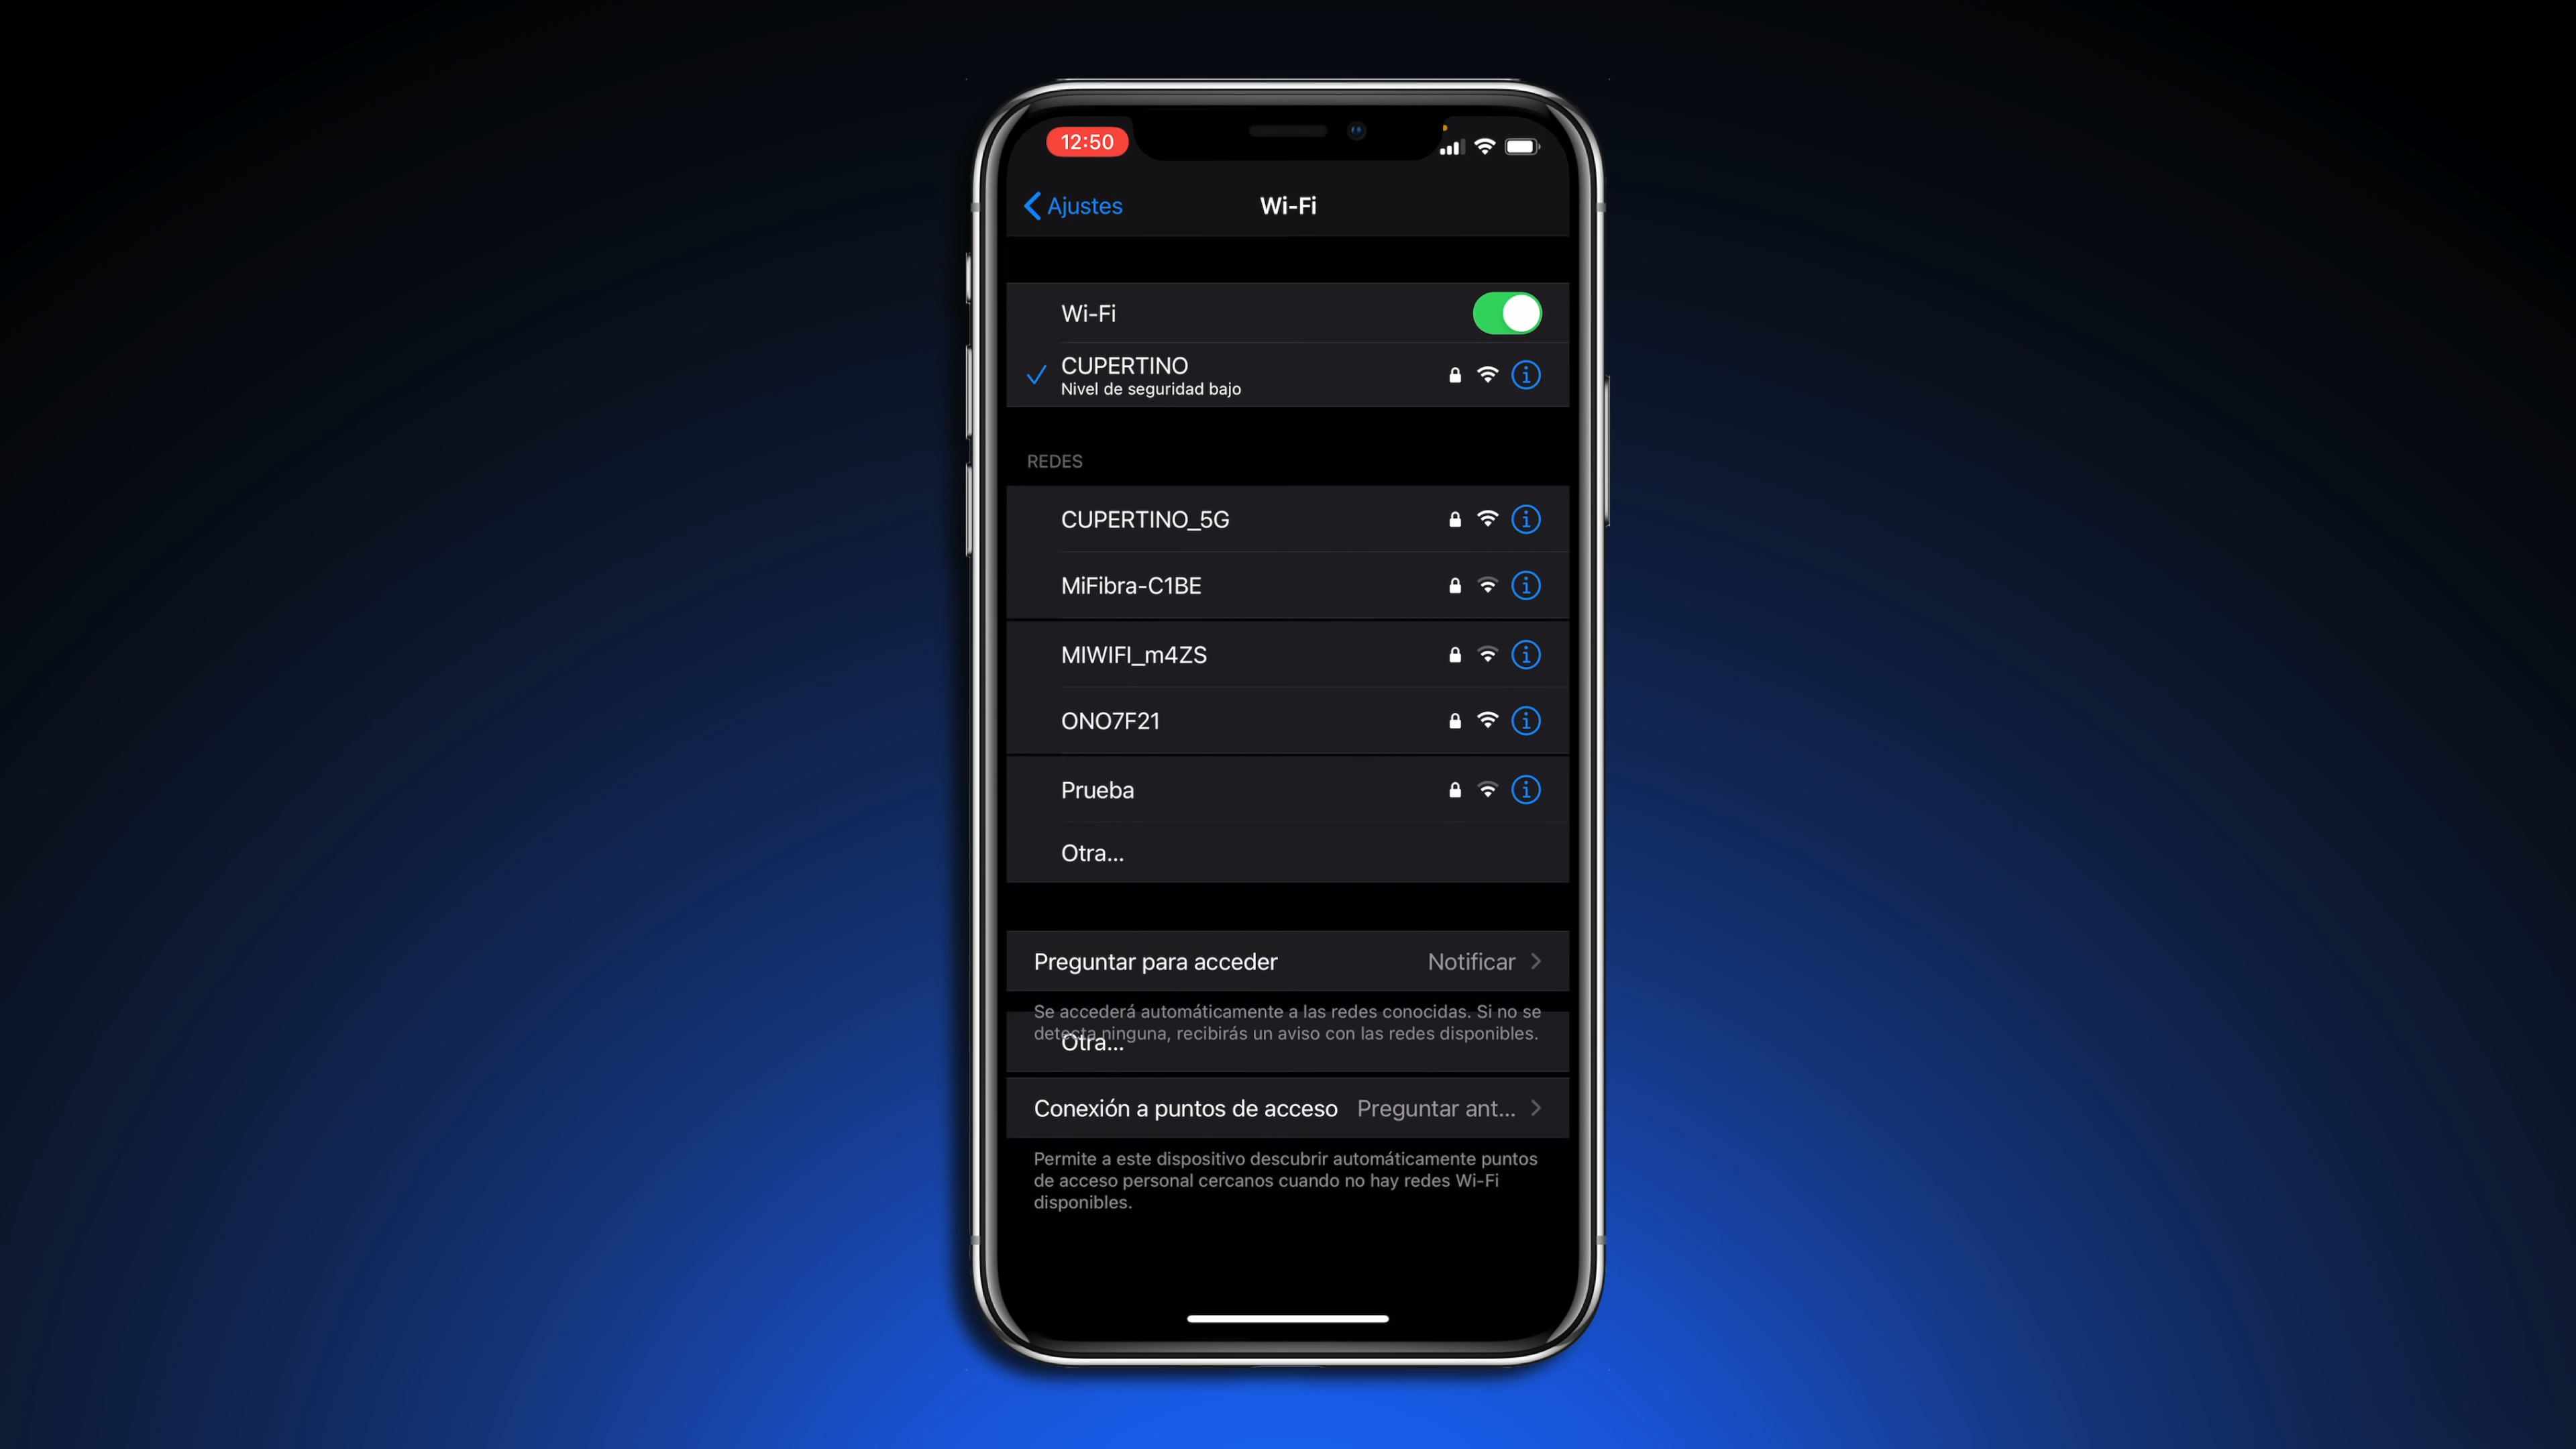 12:50
Ajustes
Wi-Fi
Wi-Fi
CUPERTINO
Nivel de seguridad bajo
REDES
CUPERTINO_5G
MiFibra-C1BE
MIWIFI_m4ZS
ONO7F21
Prueba
Otra...
Preguntar para acceder Notificar
Se accederá automáticamente a las redes conocidas. Si no se
detecta ninguna, recibirás un aviso con las redes disponibles.
Otra...
Conexión a puntos de acceso Preguntar ant...
Permite a este dispositivo descubrir automáticamente puntos
de acceso personal cercanos cuando no hay redes Wi-Fi
disponibles.